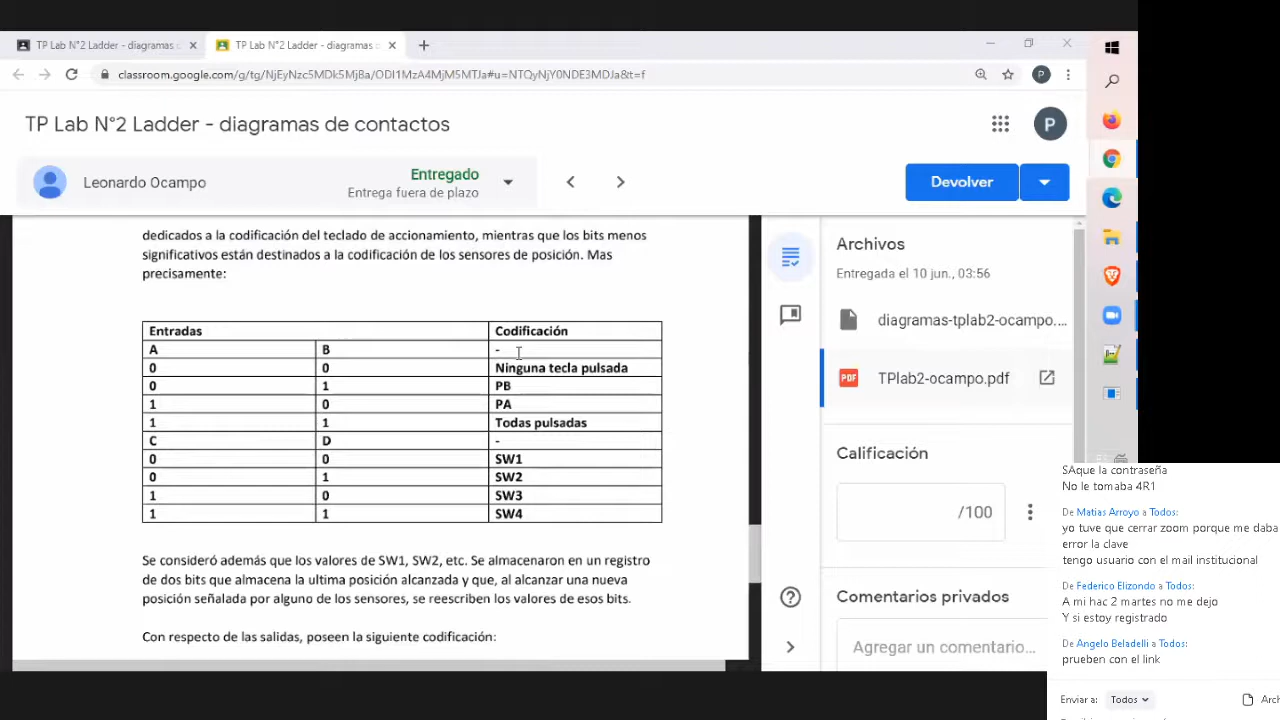 TP Lab N°2 Ladder - diagramas
TP Lab N°2 Ladder - diagramas
classroom.google.com/g/tg/NjEyNzc5MDk5Mj8a/ODI1MzA4MjM5MTJa#u=NTQyNjY0NDE3MDJa&t=f
P
TP Lab N°2 Ladder - diagramas de contactos
P
Leonardo Ocampo
Entregado
Entrega fuera de plazo
Devolver
dedicados a la codificación del teclado de accionamiento, mientras que los bits menos
significativos están destinados a la codificación de los sensores de posición. Mas
precisamente:
Entradas Codificación
A B -
0 0 Ninguna tecla pulsada
0 1 PB
1 0 PA
1 1 Todas pulsadas
C D -
0 0 SW1
0 1 SW2
1 0 SW3
1 1 SW4
Se consideró además que los valores de SW1, SW2, etc. Se almacenaron en un registro
de dos bits que almacena la ultima posición alcanzada y que, al alcanzar una nueva
posición señalada por alguno de los sensores, se reescriben los valores de esos bits.
Con respecto de las salidas, poseen la siguiente codificación:
Archivos
Entregada el 10 jun., 03:56
diagramas-tplab2-ocampo....
PDF TPlab2-ocampo.pdf
Calificación
/100
Comentarios privados
Agregar un comentario...
SAque la contraseña
No le tomaba 4R1
De Matias Arroyo a Todos:
yo tuve que cerrar zoom porque me daba
error la clave
tengo usuario con el mail institucional
De Federico Elizondo a Todos:
A mi hac 2 martes no me dejo
Y si estoy registrado
De Angelo Beladelli a Todos:
prueben con el link
Enviar a: Todos
Arch